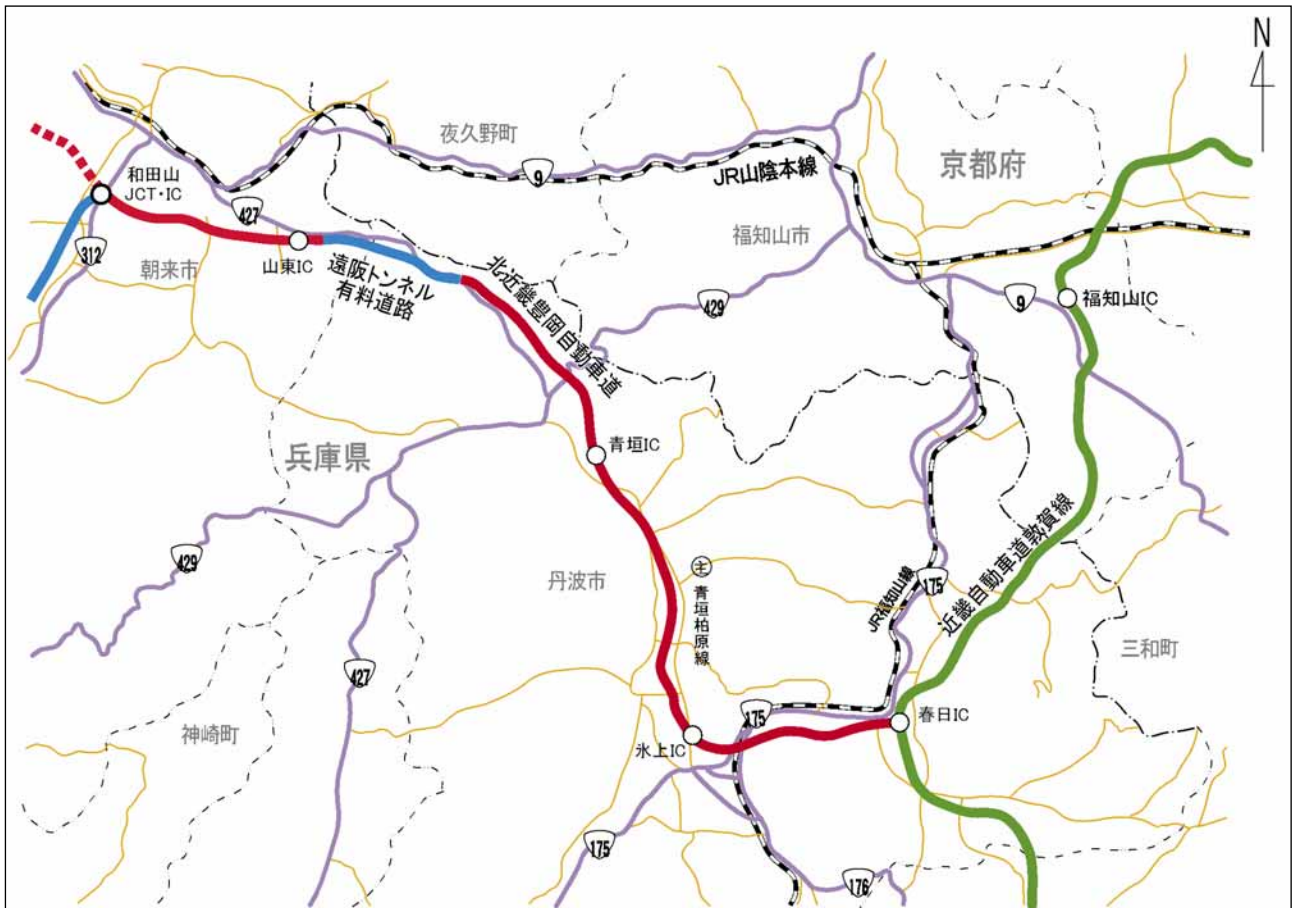 N
夜久野町
京都府
9
JR山陰本線
和田山
JCT・IC
427
312
朝来市
山東IC
遠阪トンネル
有料道路
北近畿豊岡自動車道
福知山市
429
9
福知山IC
兵庫県
青垣IC
429
丹波市
主
青垣柏原線
JR福知山線
175
近畿自動車道敦賀線
三和町
427
神崎町
175
氷上IC
春日IC
175
176